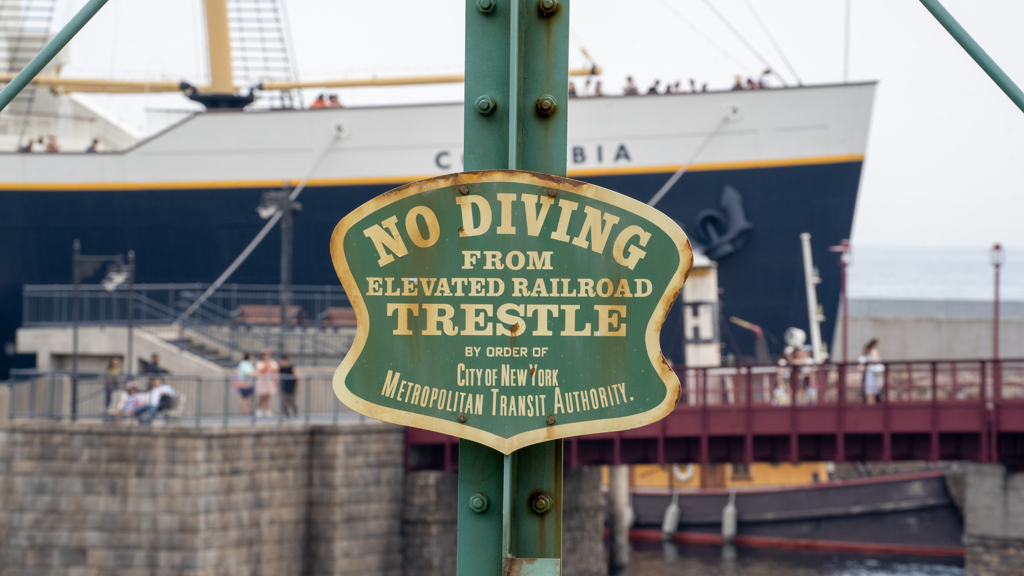 NO DIVING
FROM
ELEVATED RAILROAD
TRESTLE
BY ORDER OF
CITY OF NEW YORK
METROPOLITAN TRANSIT AUTHORITY.
H